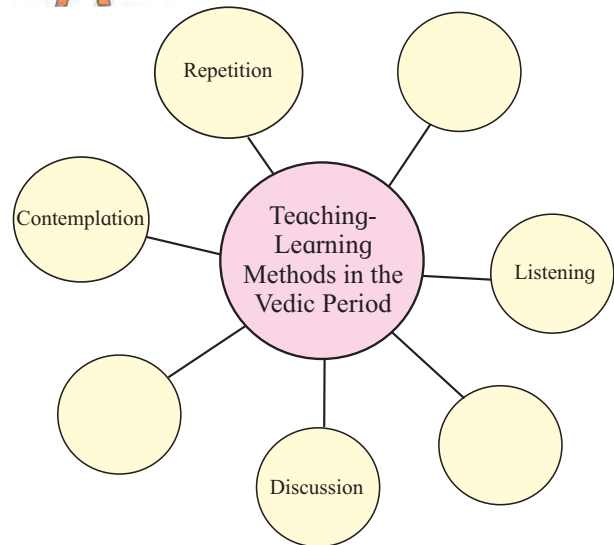 Repetition
Contemplation
Teaching-
Learning
Methods in the
Vedic Period
Listening
Discussion